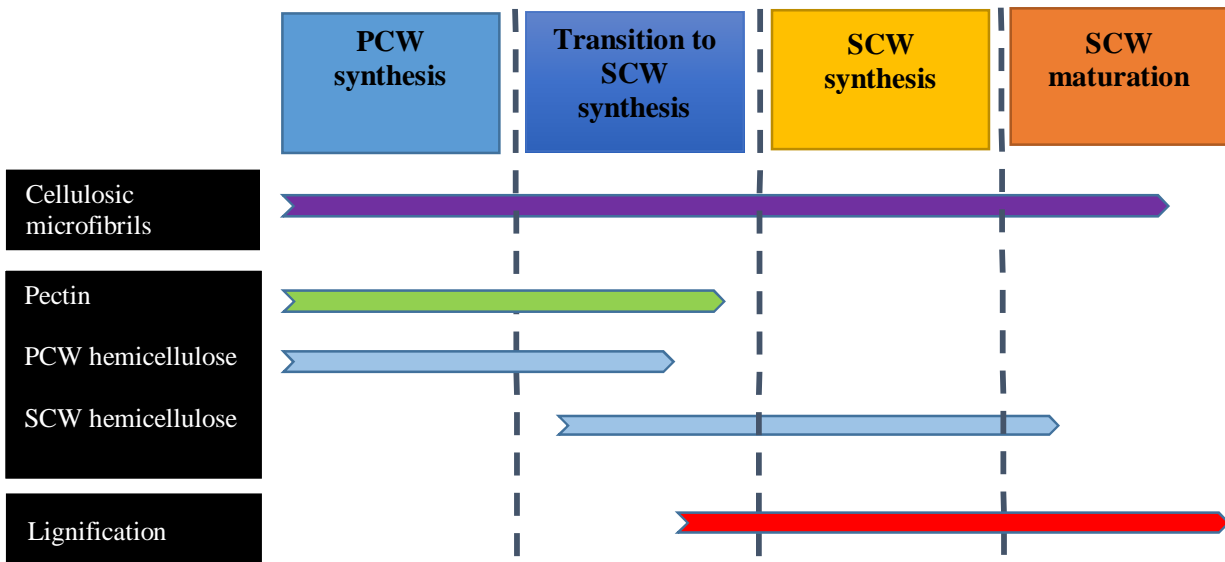 PCW
synthesis
Transition to
SCW
synthesis
SCW
synthesis
SCW
maturation
Cellulosic
microfibrils
Pectin
PCW hemicellulose
SCW hemicellulose
Lignification